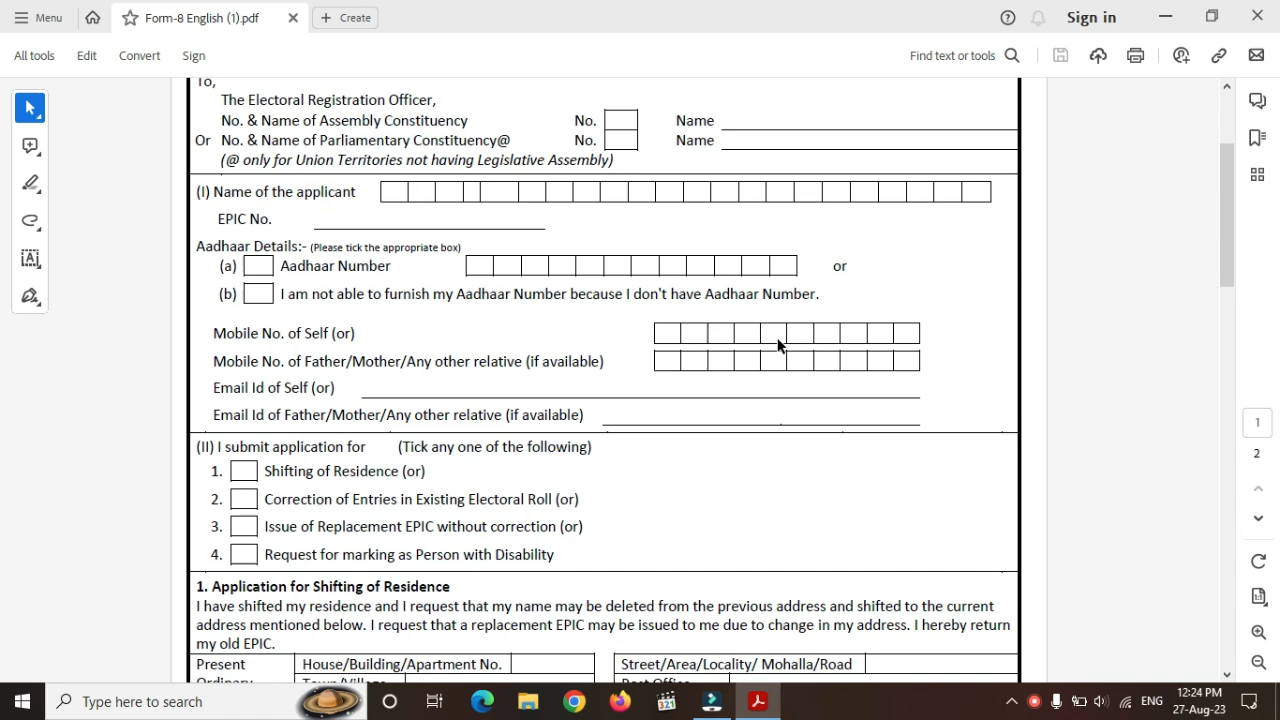 Menu
Form-8 English (1).pdf
Create
Sign in
All tools
Edit
Convert
Sign
Find text or tools
To,
The Electoral Registration Officer,
No. & Name of Assembly Constituency No. Name
Or No. & Name of Parliamentary Constituency@ No. Name
(@ only for Union Territories not having Legislative Assembly)
(I) Name of the applicant
EPIC No.
Aadhaar Details:- (Please tick the appropriate box)
(a) Aadhaar Number or
(b) I am not able to furnish my Aadhaar Number because I don't have Aadhaar Number.
Mobile No. of Self (or)
Mobile No. of Father/Mother/Any other relative (if available)
Email Id of Self (or)
Email Id of Father/Mother/Any other relative (if available)
(II) I submit application for (Tick any one of the following)
1. Shifting of Residence (or)
2. Correction of Entries in Existing Electoral Roll (or)
3. Issue of Replacement EPIC without correction (or)
4. Request for marking as Person with Disability
1. Application for Shifting of Residence
I have shifted my residence and I request that my name may be deleted from the previous address and shifted to the current
address mentioned below. I request that a replacement EPIC may be issued to me due to change in my address. I hereby return
my old EPIC.
Present House/Building/Apartment No. Street/Area/Locality/ Mohalla/Road
Ordinary Town/Village Post Office
1
2
Type here to search
321
ENG
12:24 PM
27-Aug-23